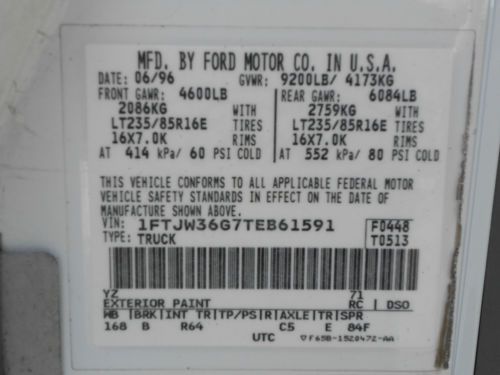 MFD. BY FORD MOTOR CO. IN U.S.A.
DATE: 06/96 GVWR: 9200LB/ 4173KG
FRONT GAWR: 4600LB REAR GAWR: 6084LB
2086KG WITH 2759KG WITH
LT235/85R16E TIRES LT235/85R16E TIRES
16X7.0K RIMS 16X7.0K RIMS
AT 414 kPa/ 60 PSI COLD AT 552 kPa/ 80 PSI COLD
THIS VEHICLE CONFORMS TO ALL APPLICABLE FEDERAL MOTOR
VEHICLE SAFETY STANDARDS IN EFFECT ON THE DATE OF
MANUFACTURE SHOWN ABOVE.
VIN: 1FTJW36G7TEB61591 F0448
TYPE: TRUCK T0513
YZ 71
EXTERIOR PAINT RC | DSO
WB |BRK|INT TR|TP/PS|R|AXLE|TR|SPR
168 B R64 C5 E 84F
UTC ▽F65B-1520472-AA